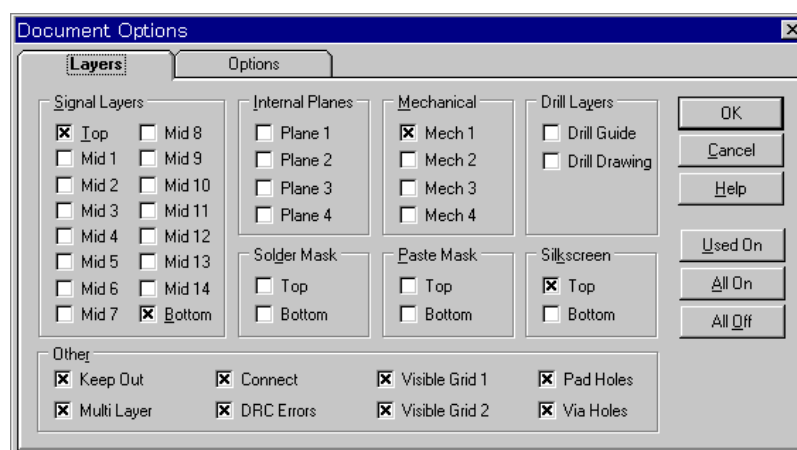 Document Options
Layers Options
Signal Layers
Top Mid 8
Mid 1 Mid 9
Mid 2 Mid 10
Mid 3 Mid 11
Mid 4 Mid 12
Mid 5 Mid 13
Mid 6 Mid 14
Mid 7 Bottom
Internal Planes
Plane 1
Plane 2
Plane 3
Plane 4
Mechanical
Mech 1
Mech 2
Mech 3
Mech 4
Drill Layers
Drill Guide
Drill Drawing
Solder Mask
Top
Bottom
Paste Mask
Top
Bottom
Silkscreen
Top
Bottom
Other
Keep Out Connect Visible Grid 1 Pad Holes
Multi Layer DRC Errors Visible Grid 2 Via Holes
OK
Cancel
Help
Used On
All On
All Off